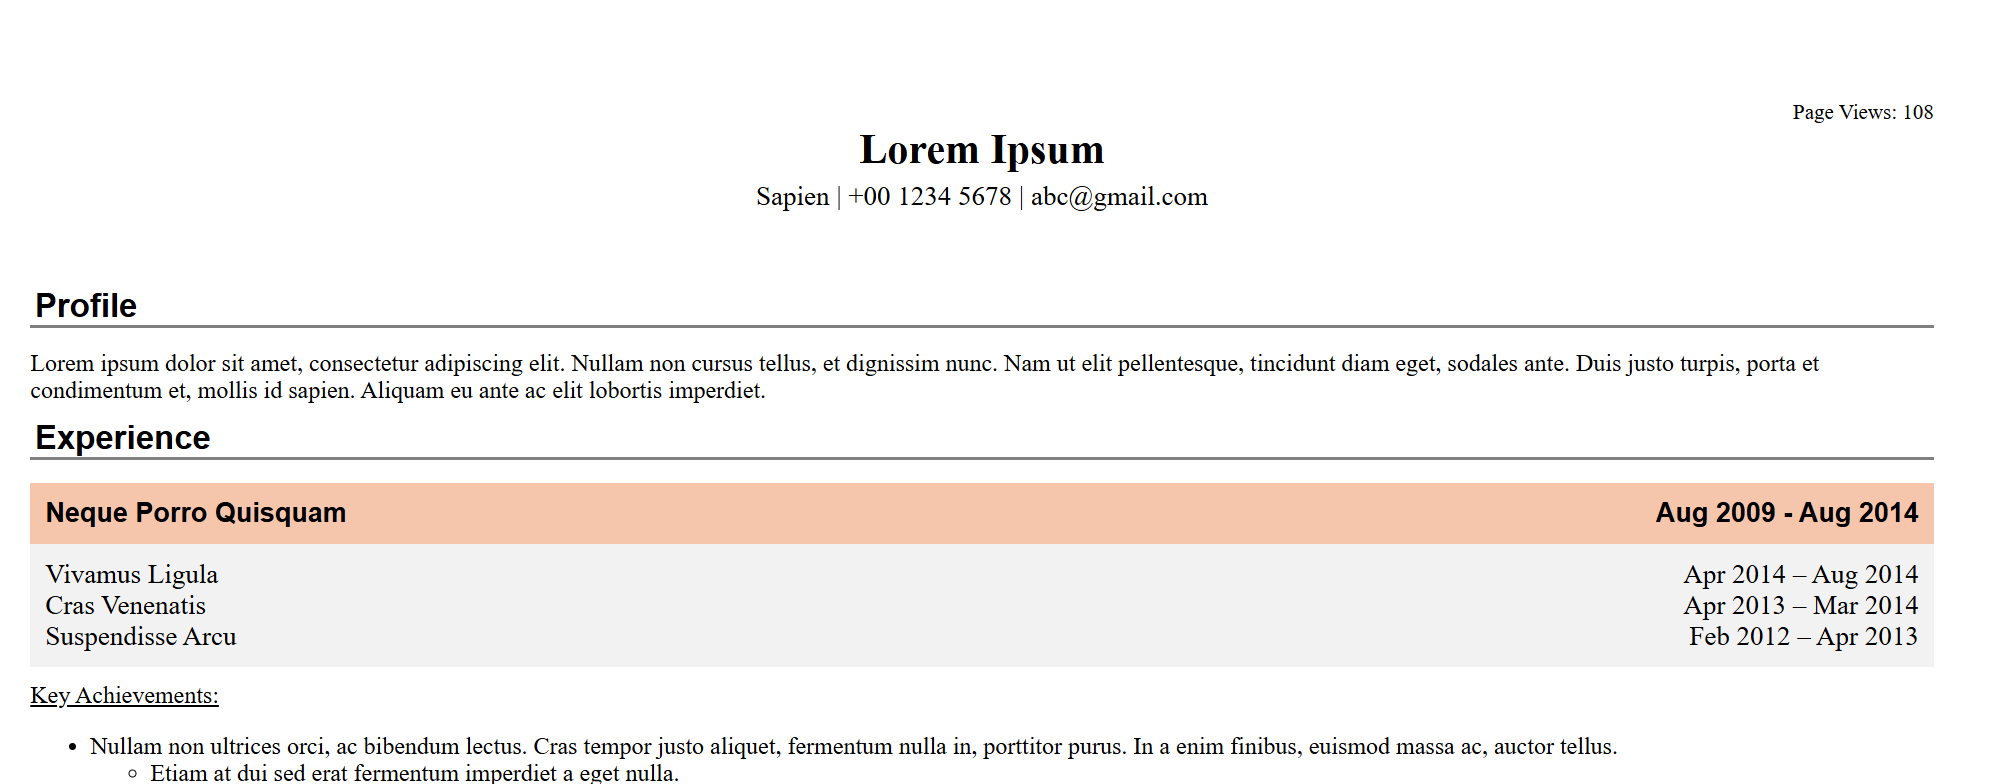 Page Views: 108
Lorem Ipsum
Sapien | +00 1234 5678 | abc@gmail.com
Profile
Lorem ipsum dolor sit amet, consectetur adipiscing elit. Nullam non cursus tellus, et dignissim nunc. Nam ut elit pellentesque, tincidunt diam eget, sodales ante. Duis justo turpis, porta et
condimentum et, mollis id sapien. Aliquam eu ante ac elit lobortis imperdiet.
Experience
Neque Porro Quisquam Aug 2009 - Aug 2014
Vivamus Ligula Apr 2014 – Aug 2014
Cras Venenatis Apr 2013 – Mar 2014
Suspendisse Arcu Feb 2012 – Apr 2013
Key Achievements:
• Nullam non ultrices orci, ac bibendum lectus. Cras tempor justo aliquet, fermentum nulla in, porttitor purus. In a enim finibus, euismod massa ac, auctor tellus.
◦ Etiam at dui sed erat fermentum imperdiet a eget nulla.